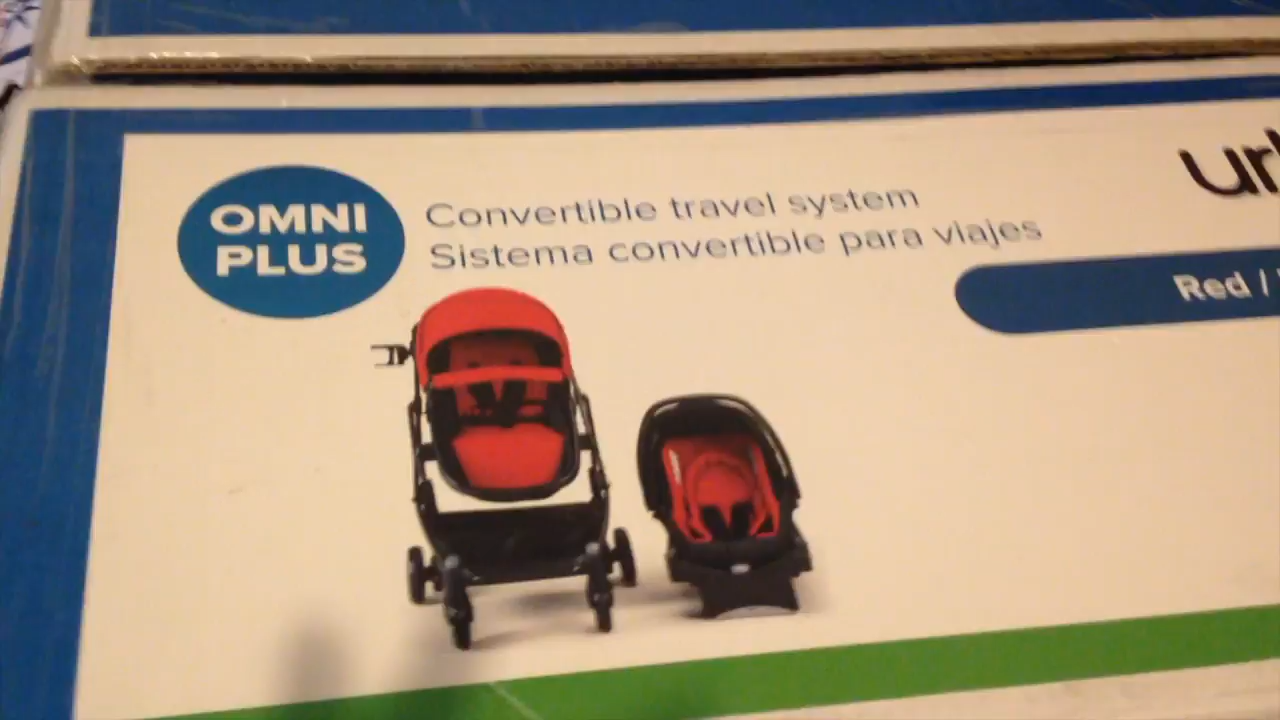 OMNI
PLUS
Convertible travel system
Sistema convertible para viajes
Red /